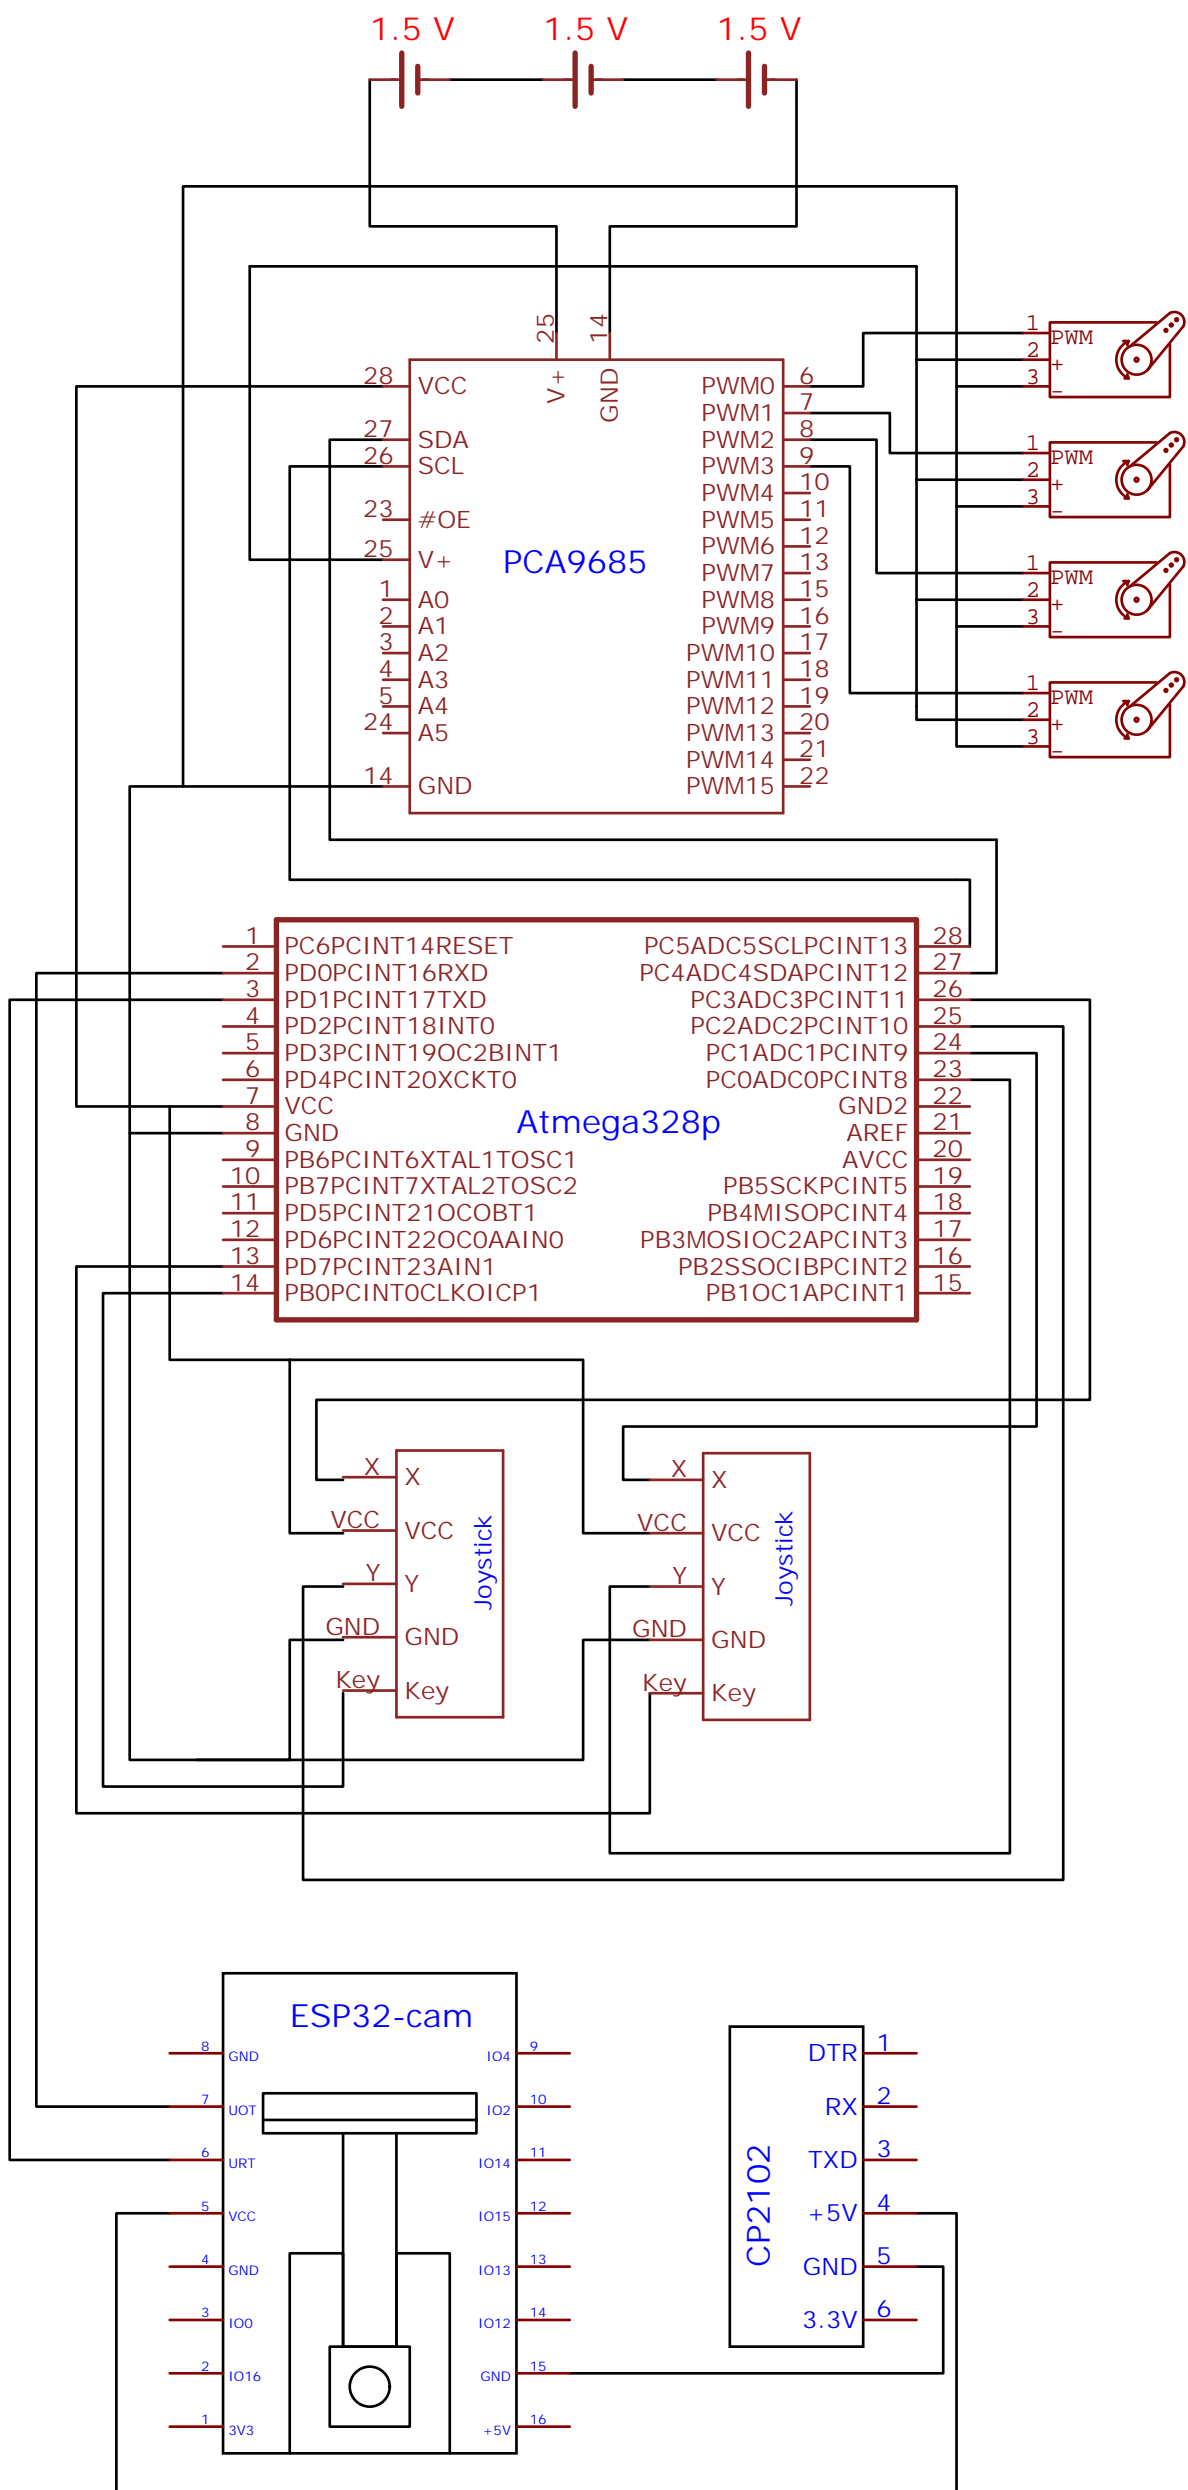 1.5 V 1.5 V 1.5 V
25 14
V+ GND
28 VCC
27 SDA
26 SCL
23 #OE
25 V+
1 A0
2 A1
3 A2
4 A3
5 A4
24 A5
14 GND
PCA9685
PWM0 6
PWM1 7
PWM2 8
PWM3 9
PWM4 10
PWM5 11
PWM6 12
PWM7 13
PWM8 15
PWM9 16
PWM10 17
PWM11 18
PWM12 19
PWM13 20
PWM14 21
PWM15 22
1 PWM
2 +
3 -
1 PWM
2 +
3 -
1 PWM
2 +
3 -
1 PWM
2 +
3 -
1 PC6PCINT14RESET
2 PD0PCINT16RXD
3 PD1PCINT17TXD
4 PD2PCINT18INT0
5 PD3PCINT19OC2BINT1
6 PD4PCINT20XCKT0
7 VCC
8 GND
9 PB6PCINT6XTAL1TOSC1
10 PB7PCINT7XTAL2TOSC2
11 PD5PCINT21OCOBT1
12 PD6PCINT22OC0AAIN0
13 PD7PCINT23AIN1
14 PB0PCINT0CLKOICP1
Atmega328p
PC5ADC5SCLPCINT13 28
PC4ADC4SDAPCINT12 27
PC3ADC3PCINT11 26
PC2ADC2PCINT10 25
PC1ADC1PCINT9 24
PC0ADC0PCINT8 23
GND2 22
AREF 21
AVCC 20
PB5SCKPCINT5 19
PB4MISOPCINT4 18
PB3MOSIOC2APCINT3 17
PB2SSOCIBPCINT2 16
PB1OC1APCINT1 15
X X
VCC VCC
Y Y
GND GND
Key Key
Joystick
X X
VCC VCC
Y Y
GND GND
Key Key
Joystick
ESP32-cam
8 GND
7 UOT
6 URT
5 VCC
4 GND
3 IO0
2 IO16
1 3V3
IO4 9
IO2 10
IO14 11
IO15 12
IO13 13
IO12 14
GND 15
+5V 16
CP2102
DTR 1
RX 2
TXD 3
+5V 4
GND 5
3.3V 6